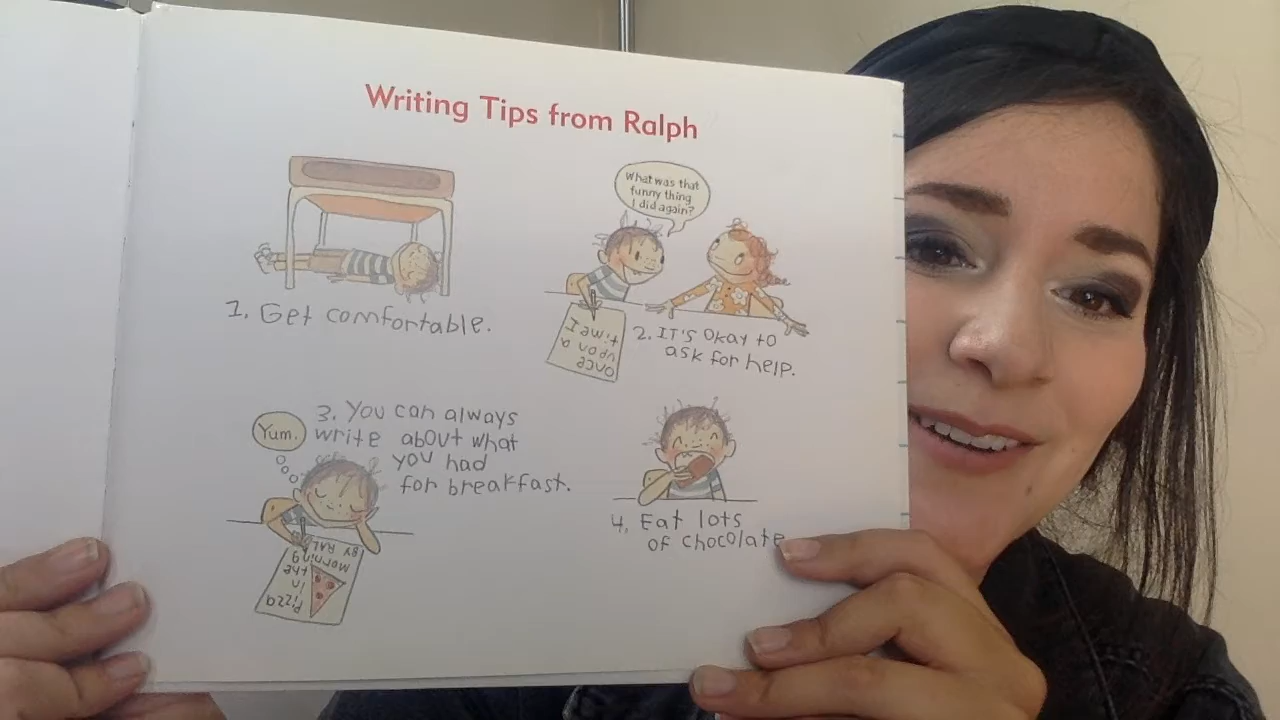 Writing Tips from Ralph
1. Get comfortable.
What was that
funny thing
I did again?
once
upon a
time I
2. IT's okay to
ask for help.
Yum.
3. You can always
write about what
you had
for breakfast.
Pizza
in
the
morning
BY RAL
4. Eat lots
of chocolate